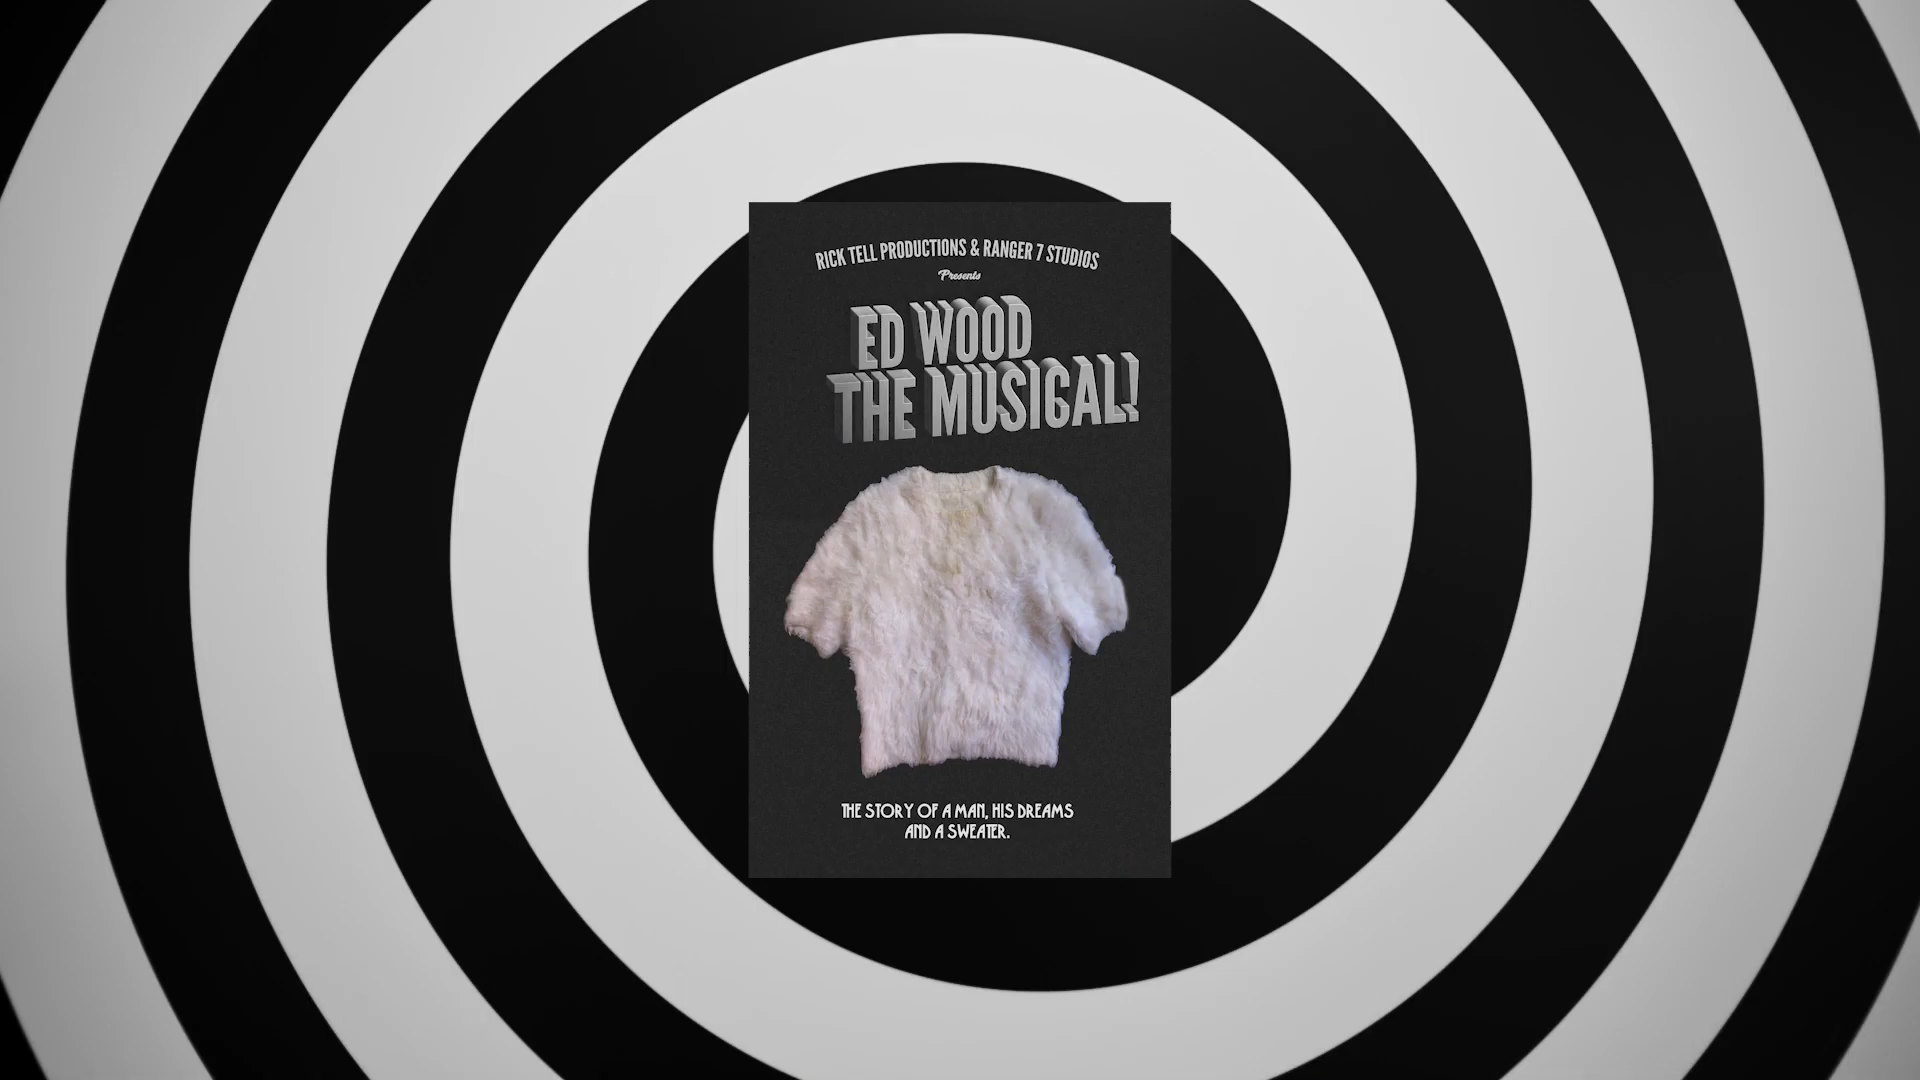 RICK TELL PRODUCTIONS & RANGER 7 STUDIOS
Presents
ED WOOD
THE MUSICAL!
THE STORY OF A MAN, HIS DREAMS
AND A SWEATER.